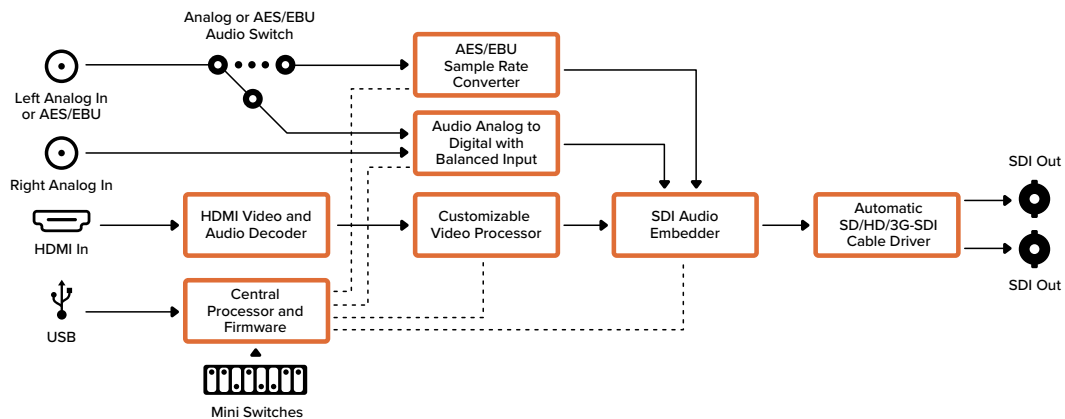 Analog or AES/EBU
Audio Switch
AES/EBU
Sample Rate
Converter
Left Analog In
or AES/EBU
Audio Analog to
Digital with
Balanced Input
Right Analog In
SDI Out
HDMI Video and
Audio Decoder
Customizable
Video Processor
SDI Audio
Embedder
Automatic
SD/HD/3G-SDI
Cable Driver
HDMI In
SDI Out
Central
Processor and
Firmware
USB
Mini Switches